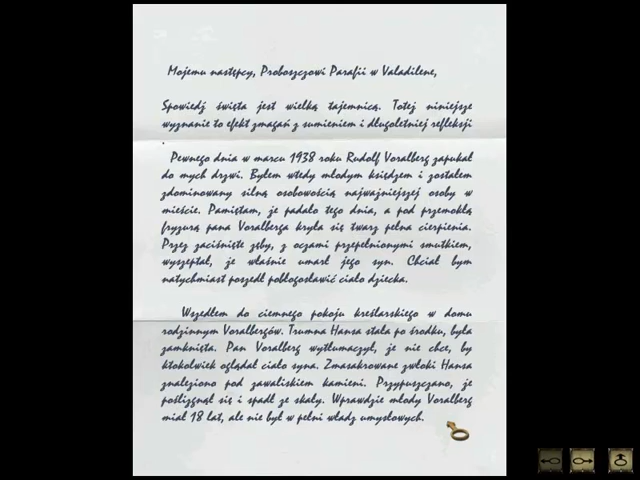 Mojemu następcy, Proboszczowi Parafii w Valadilene,
Spowiedź święta jest wielką tajemnicą. Toteż niniejsze
wyznanie to efekt zmagań z sumieniem i długoletniej refleksji
.
Pewnego dnia w marcu 1938 roku Rudolf Voralberg zapukał
do mych drzwi. Byłem wtedy młodym księdzem i zostałem
zdominowany silną osobowością najważniejszej osoby w
mieście. Pamiętam, że padało tego dnia, a pod przemokłą
fryzurą pana Voralberga kryła się twarz pełna cierpienia.
Przez zaciśnięte zęby, z oczami przepełnionymi smutkiem,
wyszeptał, że właśnie umarł jego syn. Chciał bym
natychmiast poszedł pobłogosławić ciało dziecka.
Wszedłem do ciemnego pokoju kreślarskiego w domu
rodzinnym Voralbergów. Trumna Hansa stała po środku, była
zamknięta. Pan Voralberg wytłumaczył, że nie chce, by
ktokolwiek oglądał ciało syna. Zmasakrowane zwłoki Hansa
znaleziono pod zawaliskiem kamieni. Przypuszczano, że
poślizgnął się i spadł ze skały. Wprawdzie młody Voralberg
miał 18 lat, ale nie był w pełni władz umysłowych.